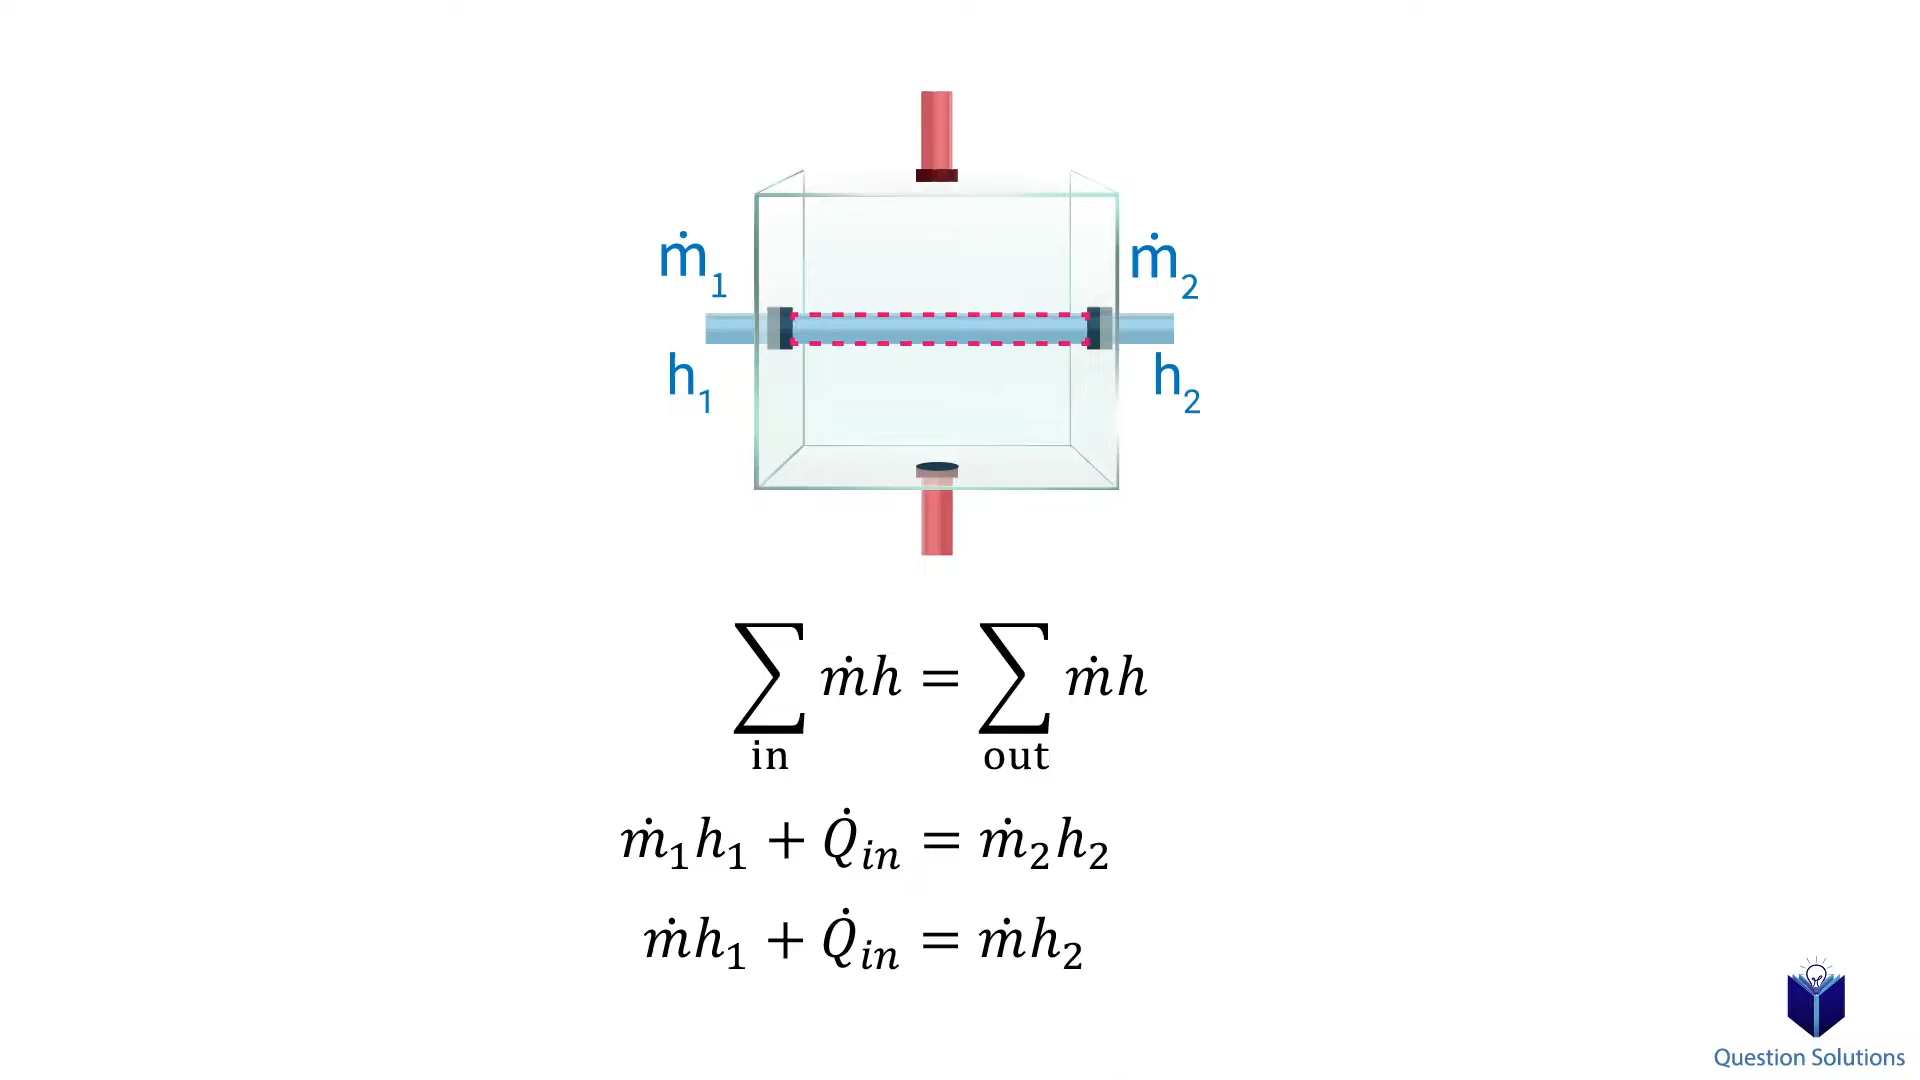 ṁ₁ ṁ₂
h₁ h₂
∑ ṁh = ∑ ṁh
in out
ṁ₁h₁ + Q̇ᵢₙ = ṁ₂h₂
ṁh₁ + Q̇ᵢₙ = ṁh₂
Question Solutions